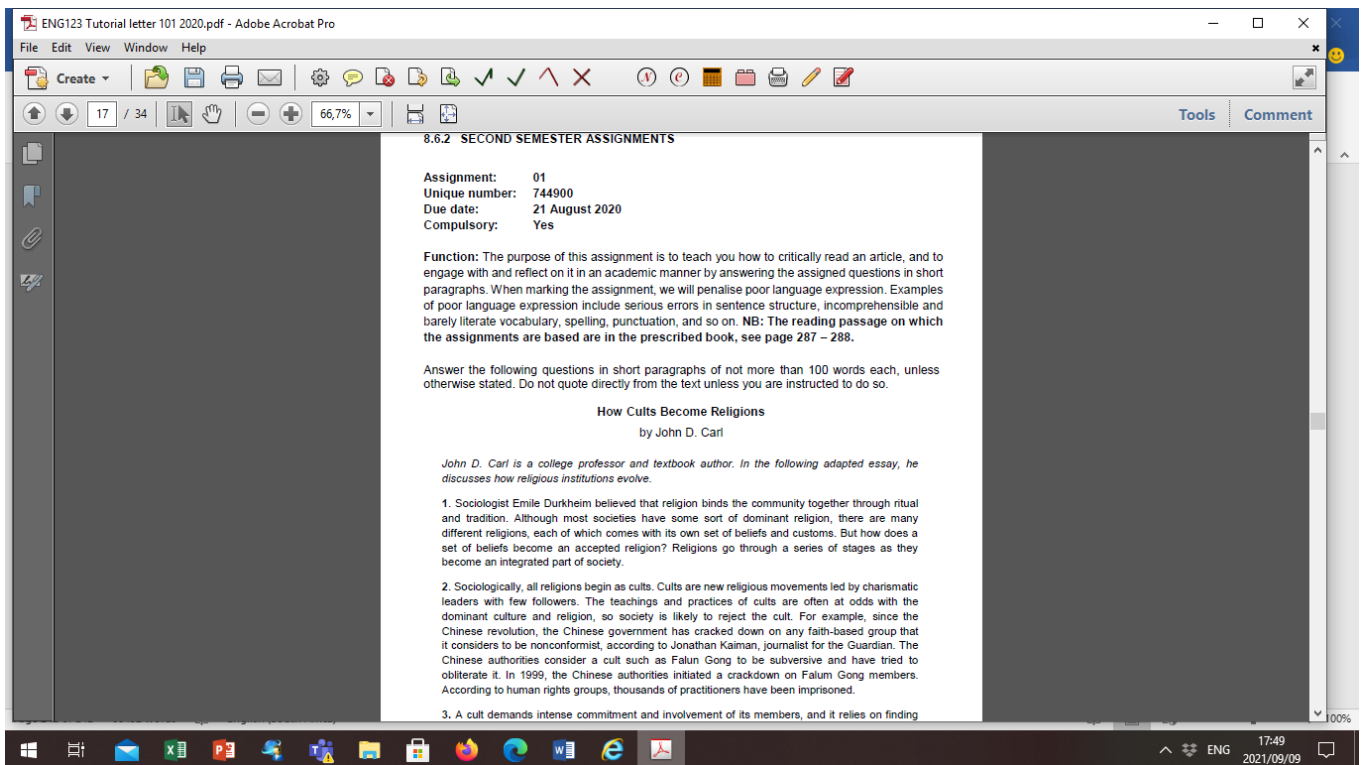 ENG123 Tutorial letter 101 2020.pdf - Adobe Acrobat Pro
File Edit View Window Help
Create
17 / 34 66,7% Tools Comment
8.6.2 SECOND SEMESTER ASSIGNMENTS
Assignment: 01
Unique number: 744900
Due date: 21 August 2020
Compulsory: Yes
Function: The purpose of this assignment is to teach you how to critically read an article, and to
engage with and reflect on it in an academic manner by answering the assigned questions in short
paragraphs. When marking the assignment, we will penalise poor language expression. Examples
of poor language expression include serious errors in sentence structure, incomprehensible and
barely literate vocabulary, spelling, punctuation, and so on. NB: The reading passage on which
the assignments are based are in the prescribed book, see page 287 – 288.
Answer the following questions in short paragraphs of not more than 100 words each, unless
otherwise stated. Do not quote directly from the text unless you are instructed to do so.
How Cults Become Religions
by John D. Carl
John D. Carl is a college professor and textbook author. In the following adapted essay, he
discusses how religious institutions evolve.
1. Sociologist Emile Durkheim believed that religion binds the community together through ritual
and tradition. Although most societies have some sort of dominant religion, there are many
different religions, each of which comes with its own set of beliefs and customs. But how does a
set of beliefs become an accepted religion? Religions go through a series of stages as they
become an integrated part of society.
2. Sociologically, all religions begin as cults. Cults are new religious movements led by charismatic
leaders with few followers. The teachings and practices of cults are often at odds with the
dominant culture and religion, so society is likely to reject the cult. For example, since the
Chinese revolution, the Chinese government has cracked down on any faith-based group that
it considers to be nonconformist, according to Jonathan Kaiman, journalist for the Guardian. The
Chinese authorities consider a cult such as Falun Gong to be subversive and have tried to
obliterate it. In 1999, the Chinese authorities initiated a crackdown on Falum Gong members.
According to human rights groups, thousands of practitioners have been imprisoned.
3. A cult demands intense commitment and involvement of its members, and it relies on finding
100%
ENG
17:49
2021/09/09